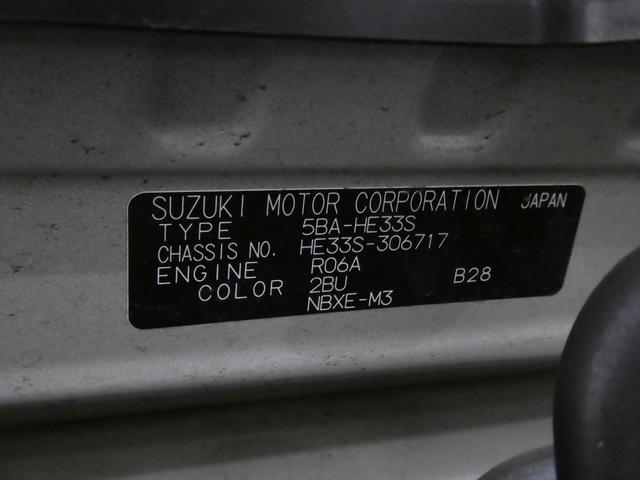 SUZUKI MOTOR CORPORATION JAPAN
TYPE 5BA-HE33S
CHASSIS NO. HE33S-306717
ENGINE R06A
COLOR 2BU B28
NBXE-M3